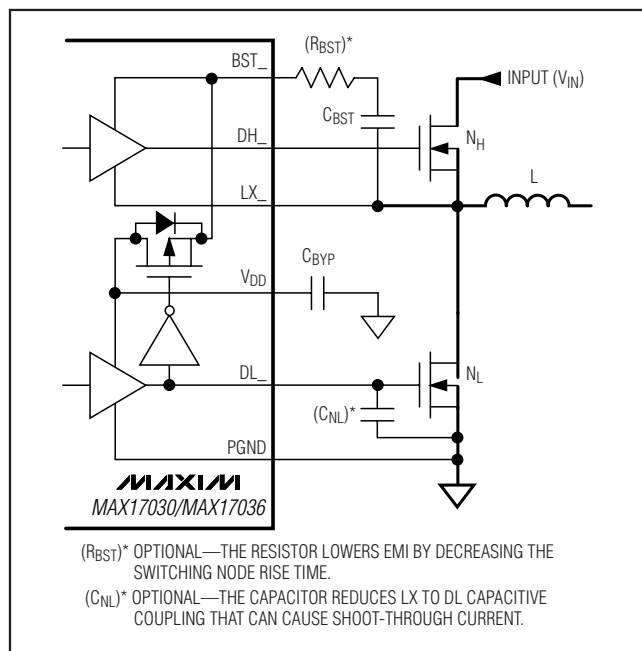 BST_
(RBST)*
INPUT (VIN)
CBST
DH_
NH
LX_
L
VDD
CBYP
DL_
NL
(CNL)*
PGND
MAXIM
MAX17030/MAX17036
(RBST)* OPTIONAL—THE RESISTOR LOWERS EMI BY DECREASING THE
SWITCHING NODE RISE TIME.
(CNL)* OPTIONAL—THE CAPACITOR REDUCES LX TO DL CAPACITIVE
COUPLING THAT CAN CAUSE SHOOT-THROUGH CURRENT.